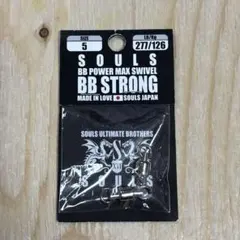 SIZE
5
LB/Kg
277/126
SOULS
BB POWER MAX SWIVEL
BB STRONG
MADE IN LOVE SOULS JAPAN
SOULS ULTIMATE BROTHERS
SOULS